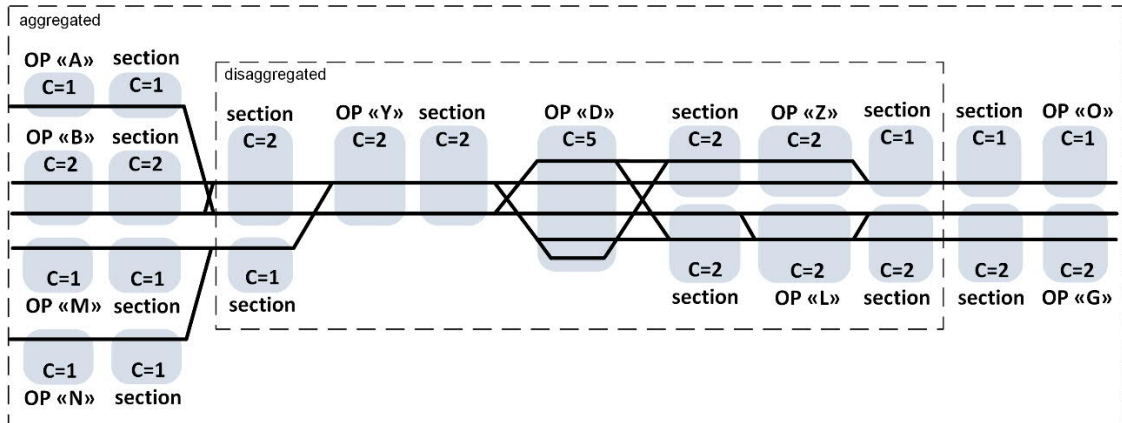 aggregated
OP «A» section
C=1 C=1
disaggregated
section OP «Y» section OP «D» section OP «Z» section section OP «O»
C=2 C=2 C=2 C=5 C=2 C=2 C=1 C=1 C=1
OP «B» section
C=2 C=2
C=1 C=1 C=1 C=2 C=2 C=2 C=2 C=2
OP «M» section section section OP «L» section section OP «G»
C=1 C=1
OP «N» section